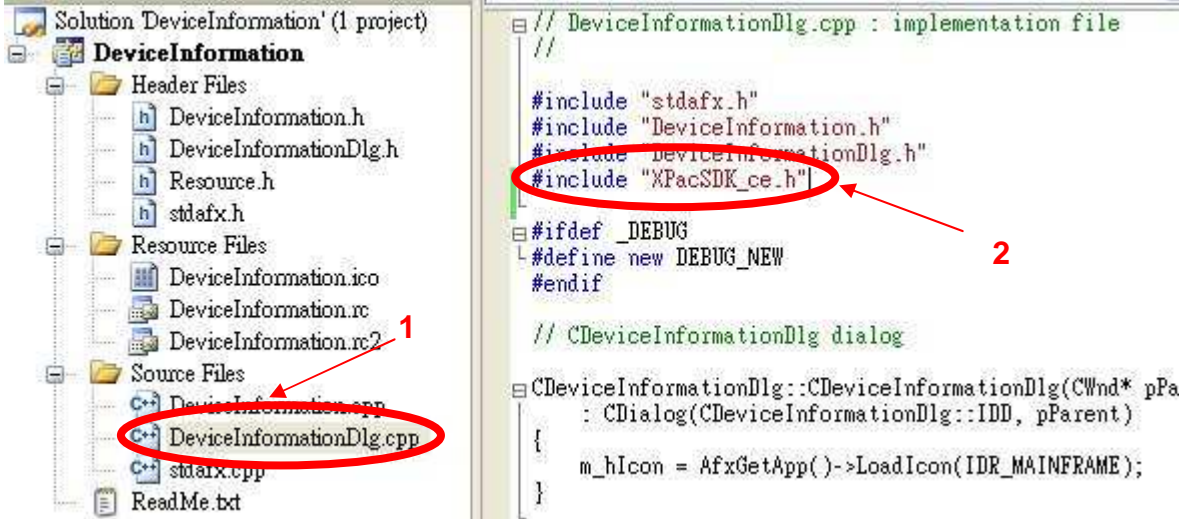 Solution 'DeviceInformation' (1 project)
DeviceInformation
Header Files
DeviceInformation.h
DeviceInformationDlg.h
Resource.h
stdafx.h
Resource Files
DeviceInformation.ico
DeviceInformation.rc
DeviceInformation.rc2
1
Source Files
DeviceInformation.cpp
DeviceInformationDlg.cpp
stdafx.cpp
ReadMe.txt
// DeviceInformationDlg.cpp : implementation file
//
#include "stdafx.h"
#include "DeviceInformation.h"
#include "DeviceInformationDlg.h"
#include "XPacSDK_ce.h"
2
#ifdef _DEBUG
#define new DEBUG_NEW
#endif
// CDeviceInformationDlg dialog
CDeviceInformationDlg::CDeviceInformationDlg(CWnd* pPa
: CDialog(CDeviceInformationDlg::IDD, pParent)
{
m_hIcon = AfxGetApp()->LoadIcon(IDR_MAINFRAME);
}